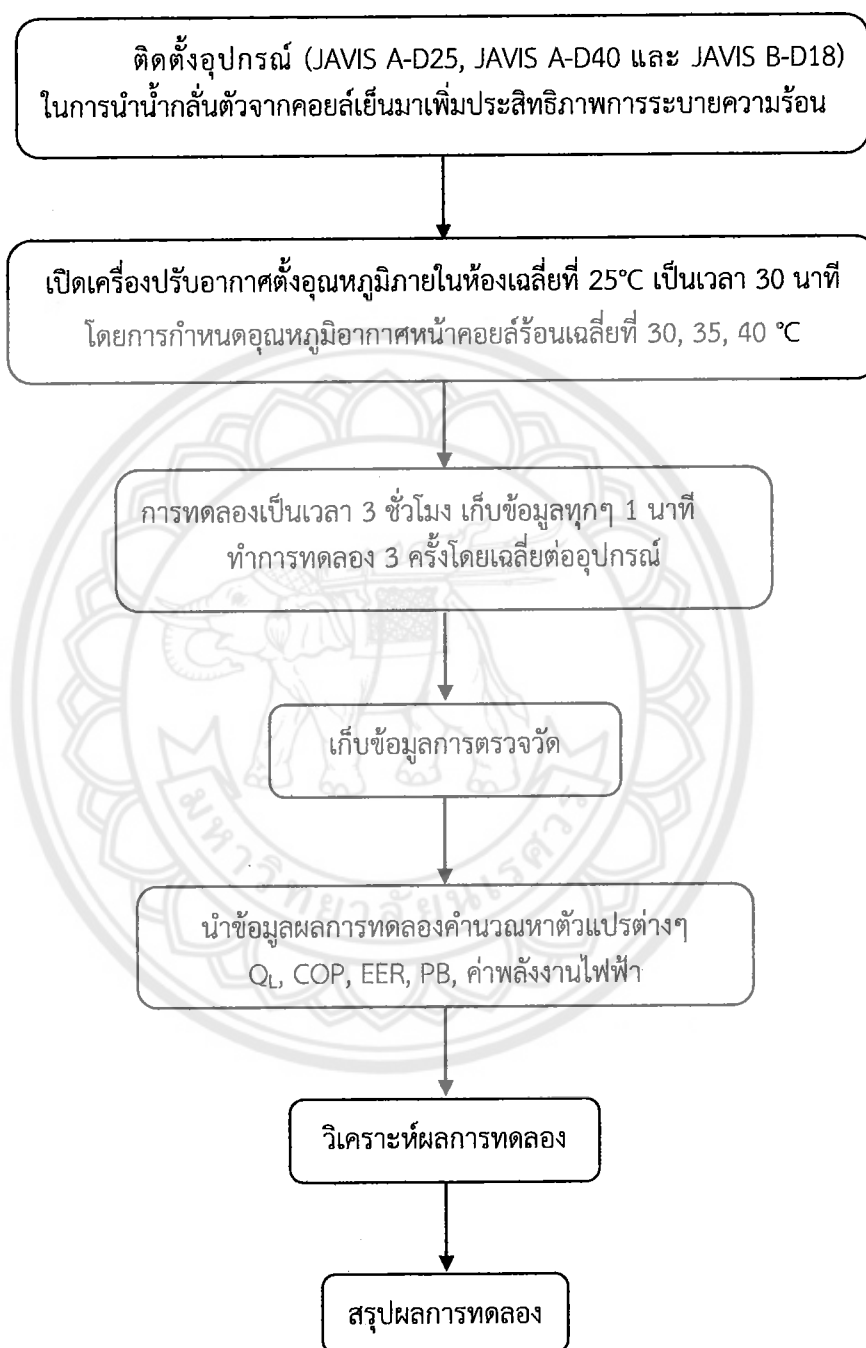 ติดตั้งอุปกรณ์ (JAVIS A-D25, JAVIS A-D40 และ JAVIS B-D18)
ในการนำน้ำกลั่นตัวจากคอยล์เย็นมาเพิ่มประสิทธิภาพการระบายความร้อน
เปิดเครื่องปรับอากาศตั้งอุณหภูมิภายในห้องเฉลี่ยที่ 25°C เป็นเวลา 30 นาที
โดยการกำหนดอุณหภูมิอากาศหน้าคอยล์ร้อนเฉลี่ยที่ 30, 35, 40 °C
การทดลองเป็นเวลา 3 ชั่วโมง เก็บข้อมูลทุกๆ 1 นาที
ทำการทดลอง 3 ครั้งโดยเฉลี่ยต่ออุปกรณ์
เก็บข้อมูลการตรวจวัด
มหาวิทยาลัยนเรศวร
นำข้อมูลผลการทดลองคำนวณหาตัวแปรต่างๆ
QL, COP, EER, PB, ค่าพลังงานไฟฟ้า
วิเคราะห์ผลการทดลอง
สรุปผลการทดลอง